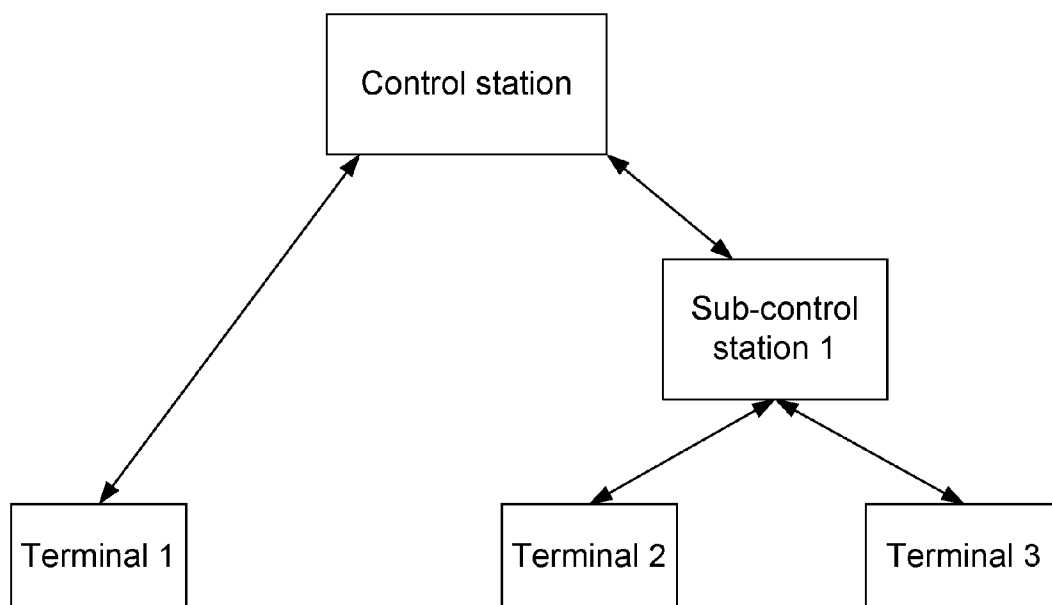 Control station
Sub-control
station 1
Terminal 1
Terminal 2
Terminal 3